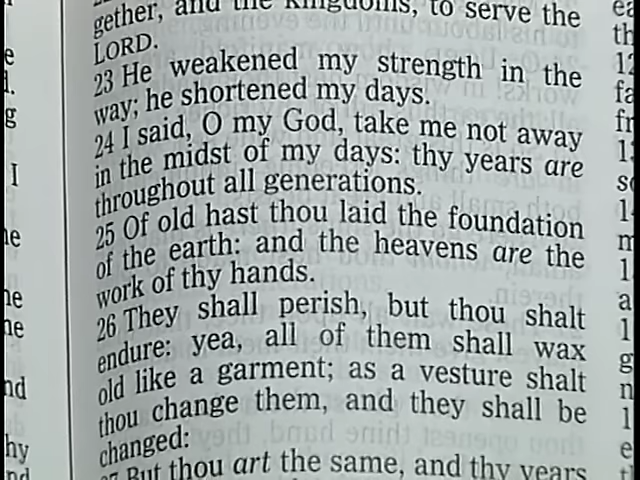 gether, and the kingdoms, to serve the
LORD.
23 He weakened my strength in the
way; he shortened my days.
24 I said, O my God, take me not away
in the midst of my days: thy years are
throughout all generations.
25 Of old hast thou laid the foundation
of the earth: and the heavens are the
work of thy hands.
26 They shall perish, but thou shalt
endure: yea, all of them shall wax
old like a garment; as a vesture shalt
thou change them, and they shall be
changed:
27 But thou art the same, and thy years